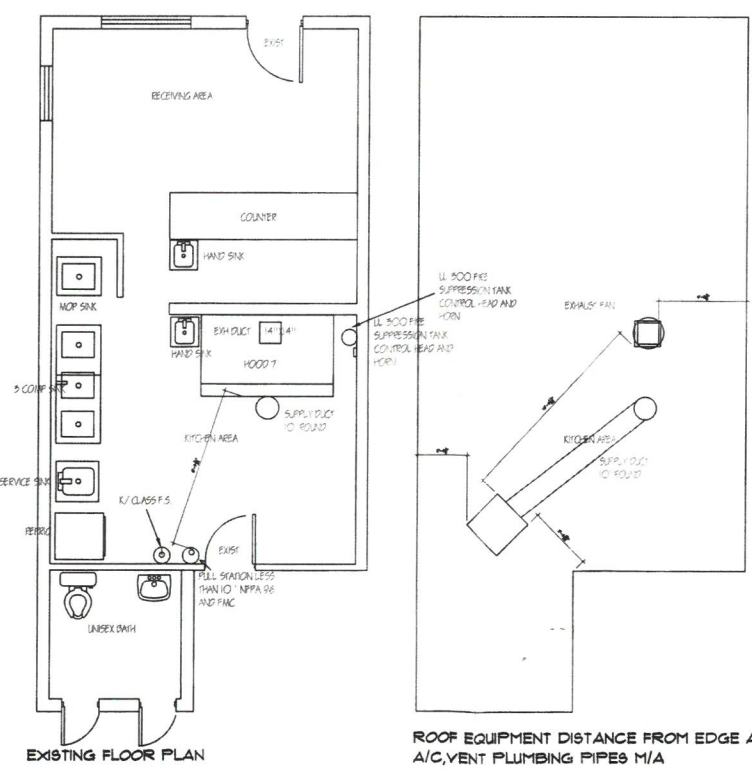 EXIST
RECEIVING AREA
COUNTER
HAND SINK
MOP SINK
UL 300 FIRE
SUPPRESSION TANK
CONTROL HEAD AND
HORN
UL 300 FIRE
SUPPRESSION TANK
CONTROL HEAD AND
HORN
EXH DUCT
HAND SINK
HOOD 7
3 COMP SINK
SUPPLY DUCT
10" ROUND
KITCHEN AREA
SERVICE SINK
K/ CLASS F.S.
EXIST
PULL STATION LESS
THAN 10' NFPA 96
AND FMC
UNISEX BATH
EXISTING FLOOR PLAN
EXHAUST FAN
KITCHEN AREA
SUPPLY DUCT
10" ROUND
ROOF EQUIPMENT DISTANCE FROM EDGE
A/C,VENT PLUMBING PIPES M/A